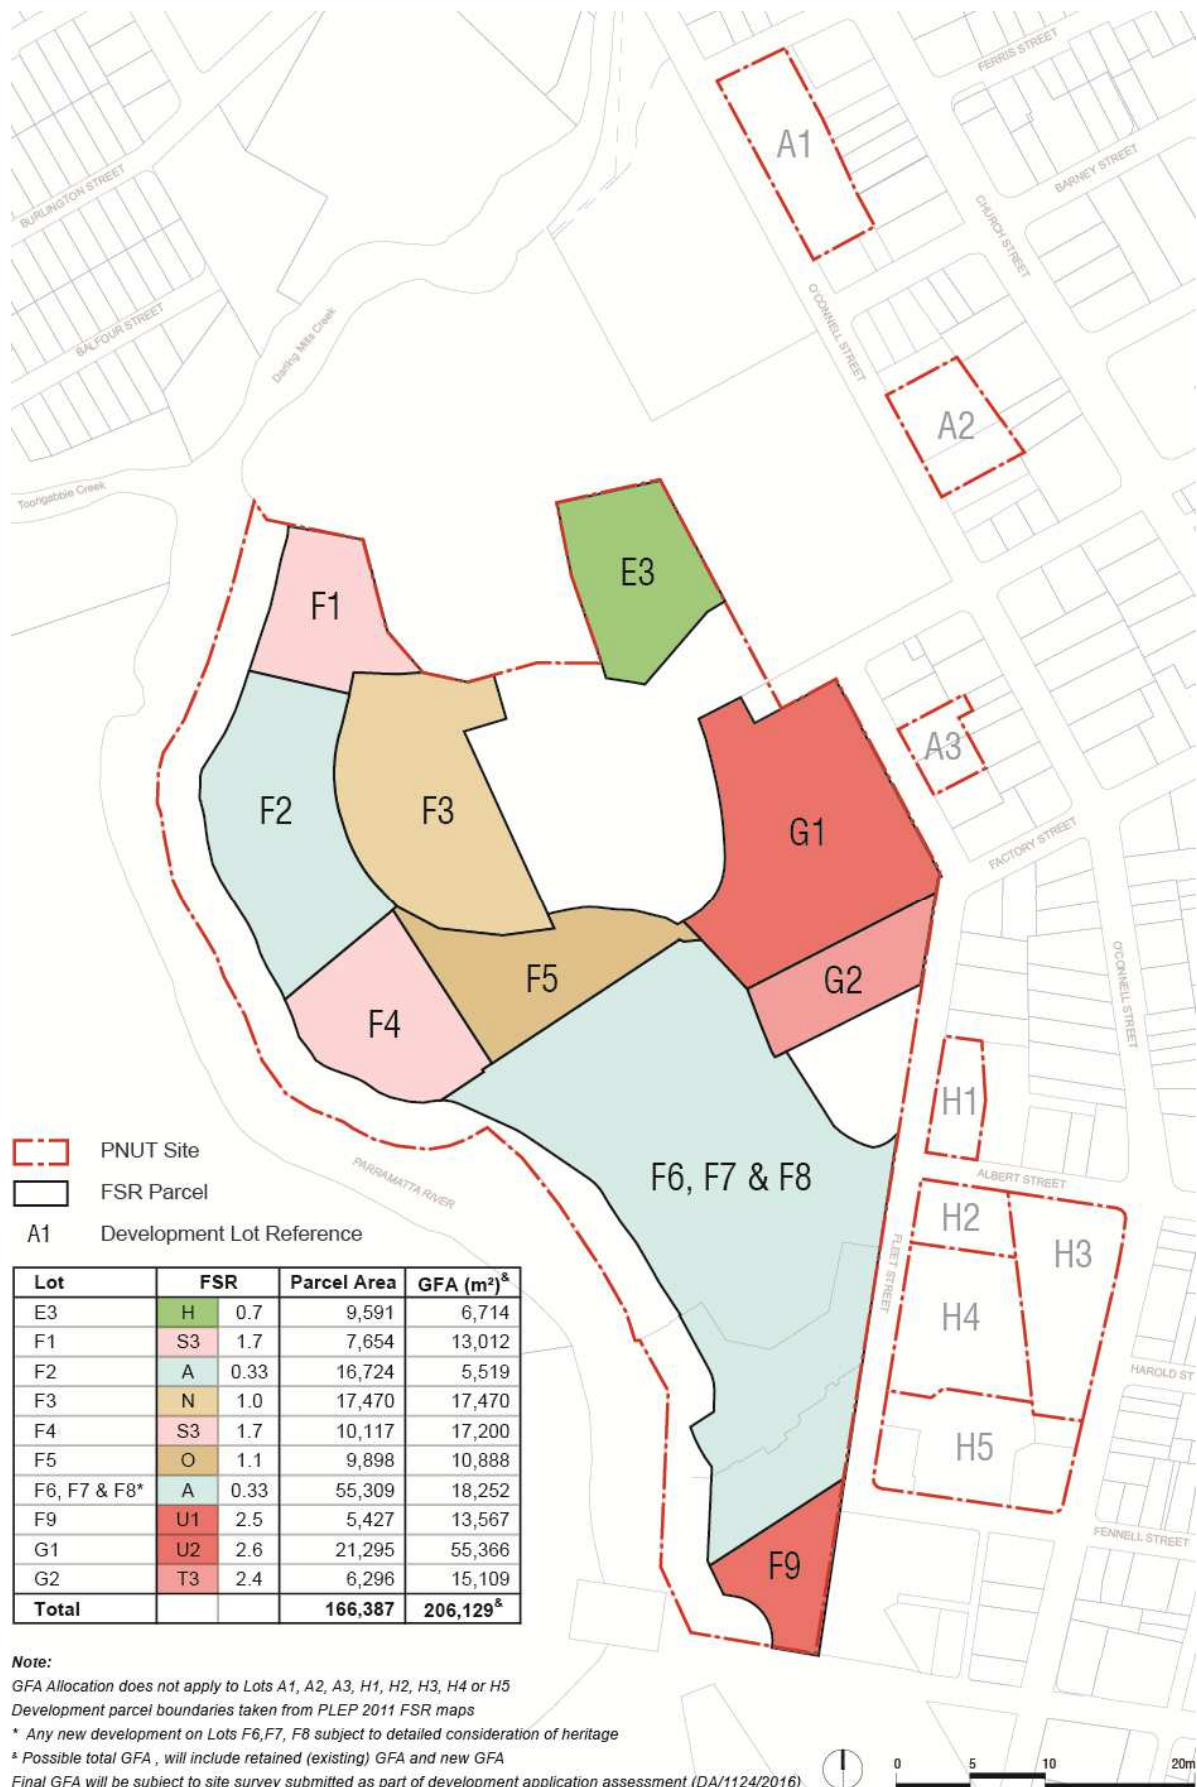 FERRIS STREET
A1
BARNEY STREET
BURLINGTON STREET
CHURCH STREET
O'CONNELL STREET
BALFOUR STREET
Darling Mills Creek
A2
Toongabbie Creek
E3
F1
A3
F2
F3
G1
FACTORY STREET
O'CONNELL STREET
F5
G2
F4
H1
PNUT Site
PARRAMATTA RIVER
F6, F7 & F8
ALBERT STREET
FSR Parcel
H2
A1 Development Lot Reference
FLEET STREET
H3
H4
HAROLD ST
H5
FENNELL STREET
F9
Lot FSR Parcel Area GFA (m²)&
E3 H 0.7 9,591 6,714
F1 S3 1.7 7,654 13,012
F2 A 0.33 16,724 5,519
F3 N 1.0 17,470 17,470
F4 S3 1.7 10,117 17,200
F5 O 1.1 9,898 10,888
F6, F7 & F8* A 0.33 55,309 18,252
F9 U1 2.5 5,427 13,567
G1 U2 2.6 21,295 55,366
G2 T3 2.4 6,296 15,109
Total 166,387 206,129&
Note:
GFA Allocation does not apply to Lots A1, A2, A3, H1, H2, H3, H4 or H5
Development parcel boundaries taken from PLEP 2011 FSR maps
* Any new development on Lots F6,F7, F8 subject to detailed consideration of heritage
& Possible total GFA , will include retained (existing) GFA and new GFA
Final GFA will be subject to site survey submitted as part of development application assessment (DA/1124/2016)
0 5 10 20m